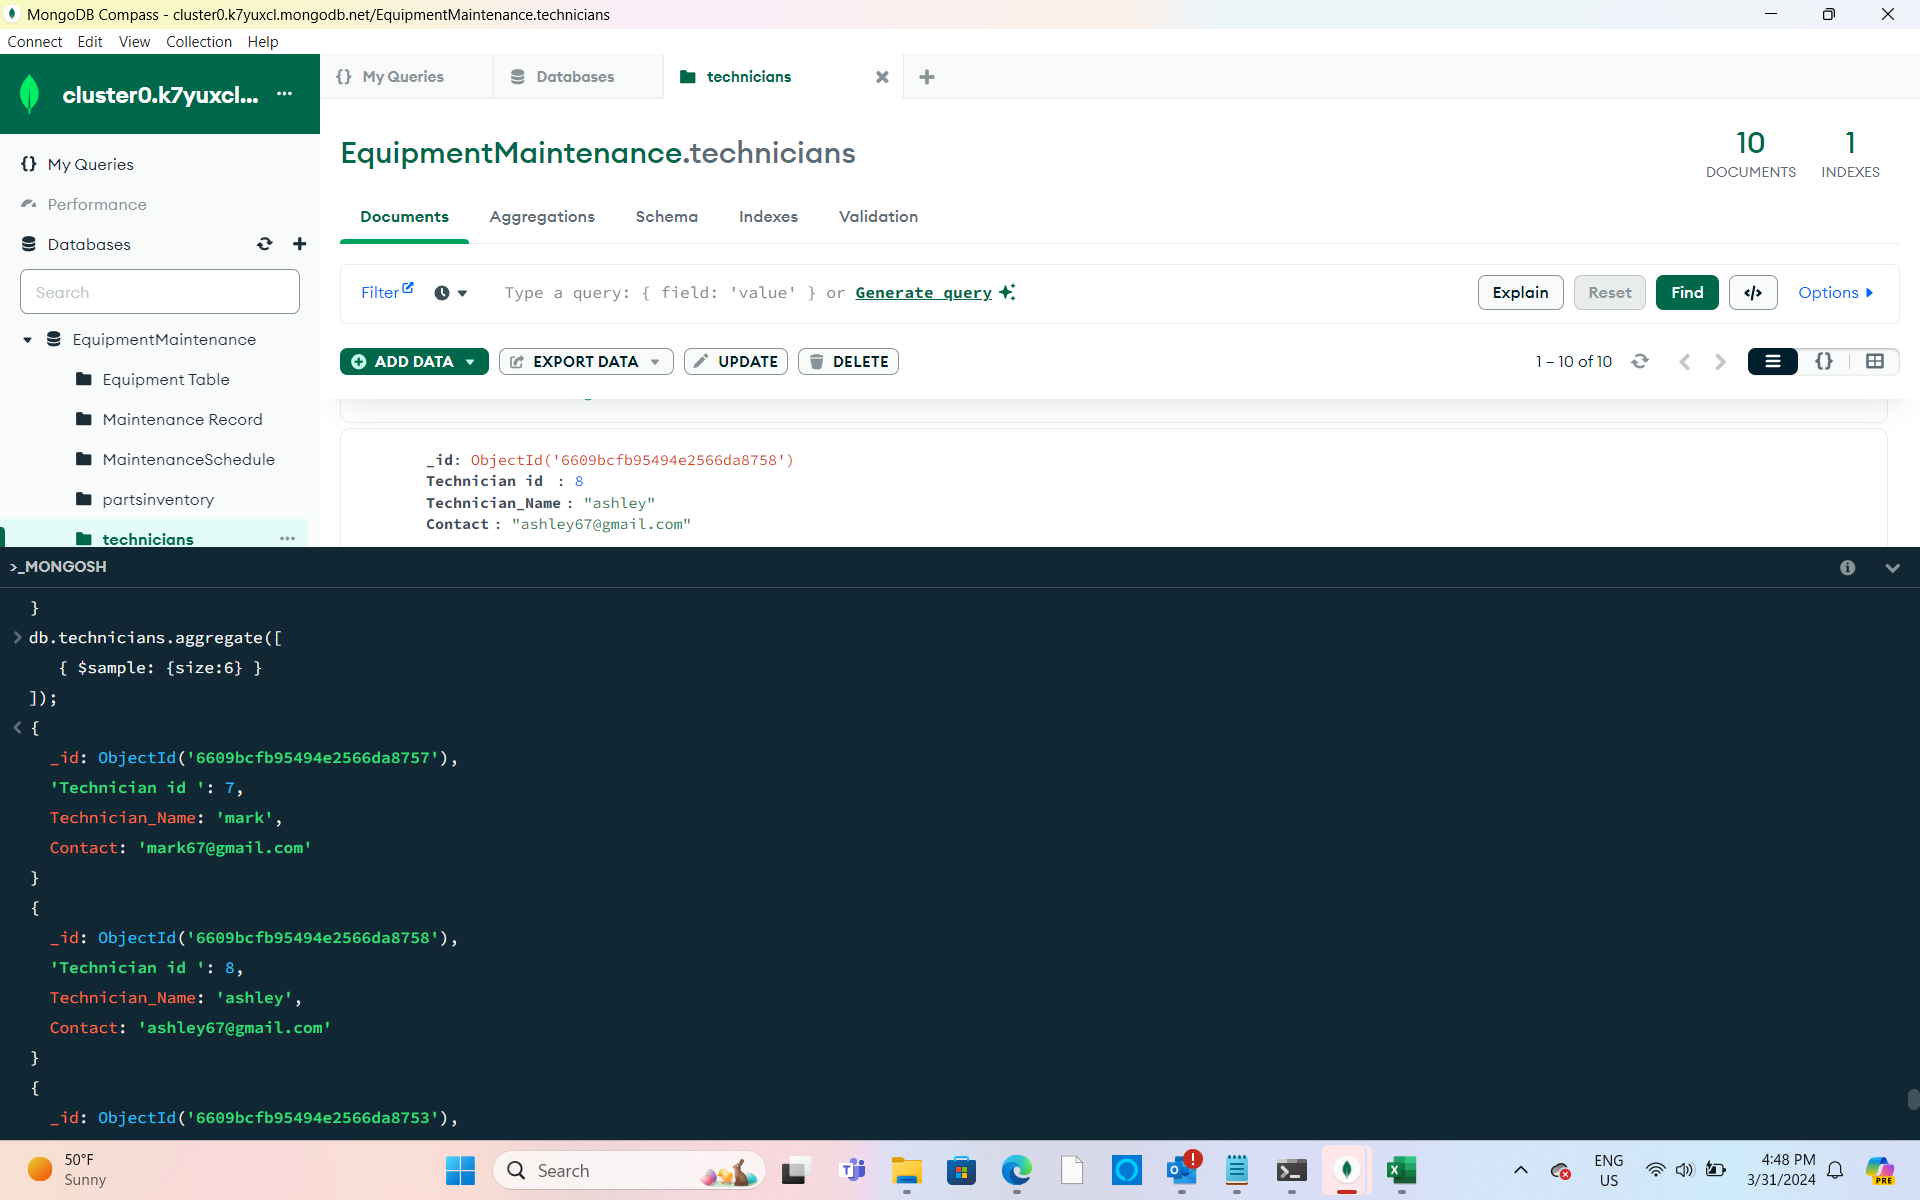 MongoDB Compass - cluster0.k7yuxcl.mongodb.net/EquipmentMaintenance.technicians
Connect Edit View Collection Help
cluster0.k7yuxcl... ···
My Queries
Databases
technicians
{} My Queries
Performance
Databases
Search
EquipmentMaintenance
Equipment Table
Maintenance Record
MaintenanceSchedule
partsinventory
technicians ···
EquipmentMaintenance.technicians
10
DOCUMENTS
1
INDEXES
Documents Aggregations Schema Indexes Validation
Filter Type a query: { field: 'value' } or Generate query Explain Reset Find </> Options
ADD DATA EXPORT DATA UPDATE DELETE 1 – 10 of 10 {}
_id: ObjectId('6609bcfb95494e2566da8758')
Technician id : 8
Technician_Name : "ashley"
Contact : "ashley67@gmail.com"
>_MONGOSH
}
> db.technicians.aggregate([
{ $sample: {size:6} }
]);
< {
_id: ObjectId('6609bcfb95494e2566da8757'),
'Technician id ': 7,
Technician_Name: 'mark',
Contact: 'mark67@gmail.com'
}
{
_id: ObjectId('6609bcfb95494e2566da8758'),
'Technician id ': 8,
Technician_Name: 'ashley',
Contact: 'ashley67@gmail.com'
}
{
_id: ObjectId('6609bcfb95494e2566da8753'),
50°F
Sunny
Search
ENG
US
4:48 PM
3/31/2024
PRE